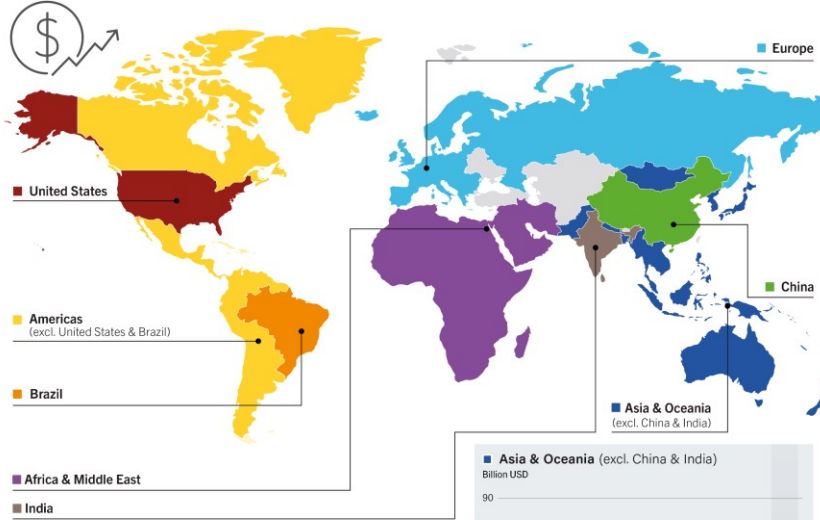 $
Europe
United States
China
Americas
(excl. United States & Brazil)
Brazil
Asia & Oceania
(excl. China & India)
Africa & Middle East
India
Asia & Oceania (excl. China & India)
Billion USD
90